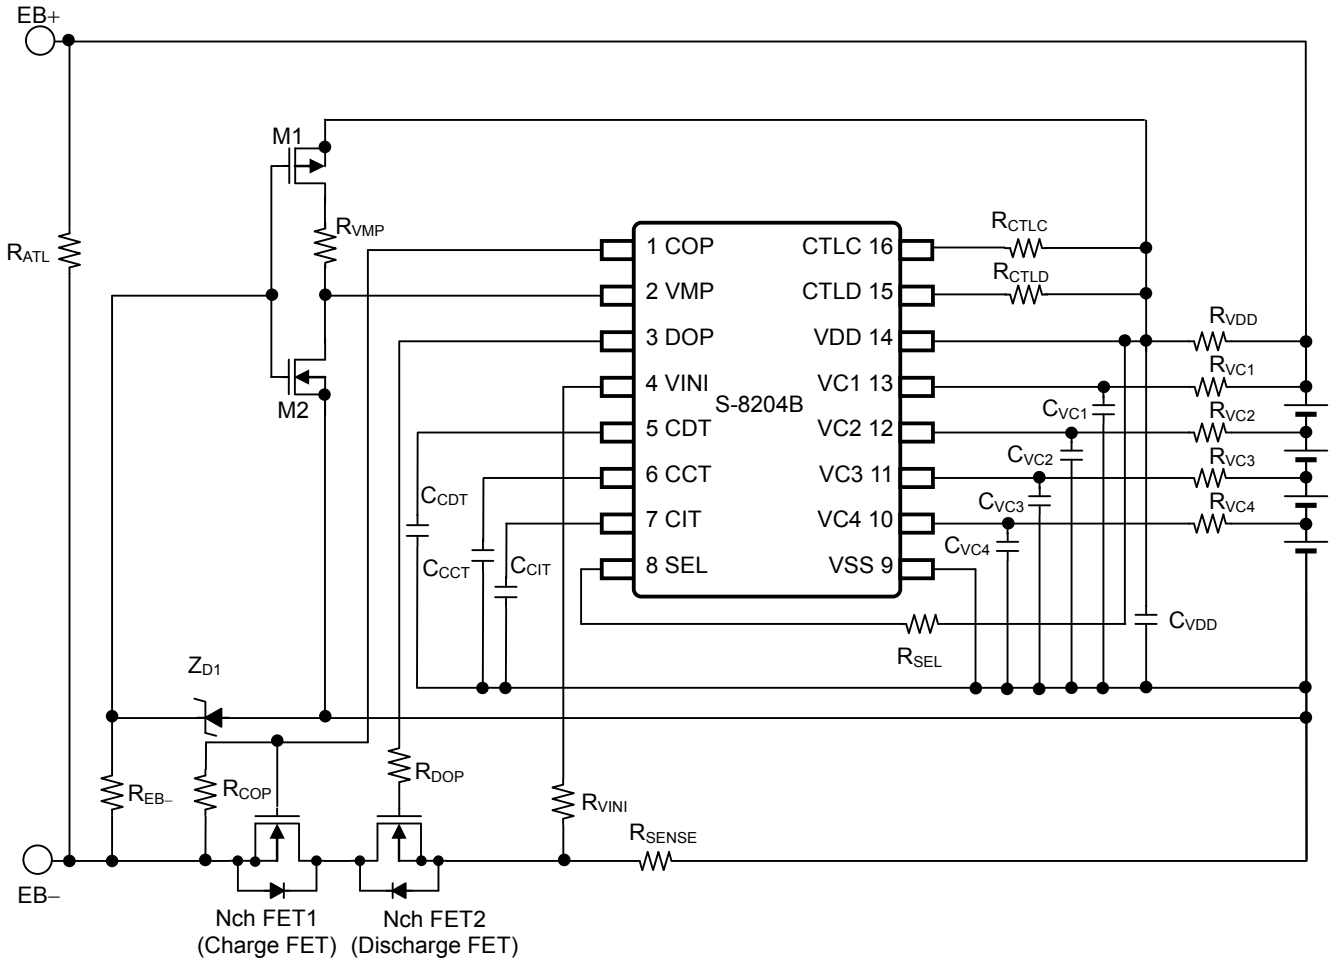 EB+
M1
RVMP
RATL
M2
1 COP
2 VMP
3 DOP
4 VINI
5 CDT
6 CCT
7 CIT
8 SEL
S-8204B
CTLC 16
CTLD 15
VDD 14
VC1 13
VC2 12
VC3 11
VC4 10
VSS 9
RCTLC
RCTLD
RVDD
RVC1
RVC2
RVC3
RVC4
CVC1
CVC2
CVC3
CVC4
CCDT
CCCT
CCIT
RSEL
CVDD
ZD1
REB−
RCOP
RDOP
RVINI
RSENSE
EB−
Nch FET1
(Charge FET)
Nch FET2
(Discharge FET)